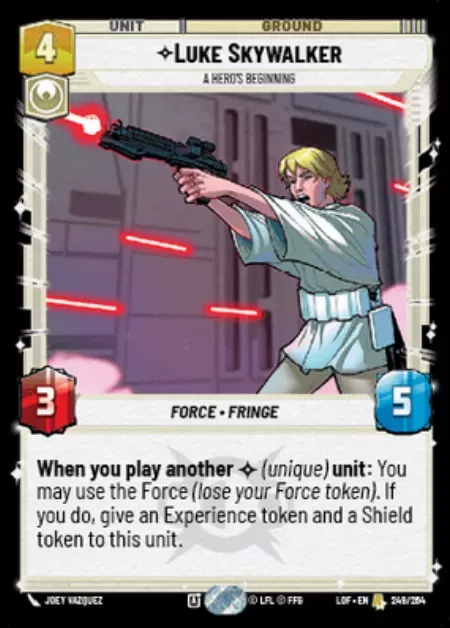 UNIT GROUND
4
✧LUKE SKYWALKER
A HERO'S BEGINNING
3
FORCE • FRINGE
5
When you play another ✧ (unique) unit: You
may use the Force (lose your Force token). If
you do, give an Experience token and a Shield
token to this unit.
JOEY VAZQUEZ
A
© LFL © FFG
LOF • EN
249/264